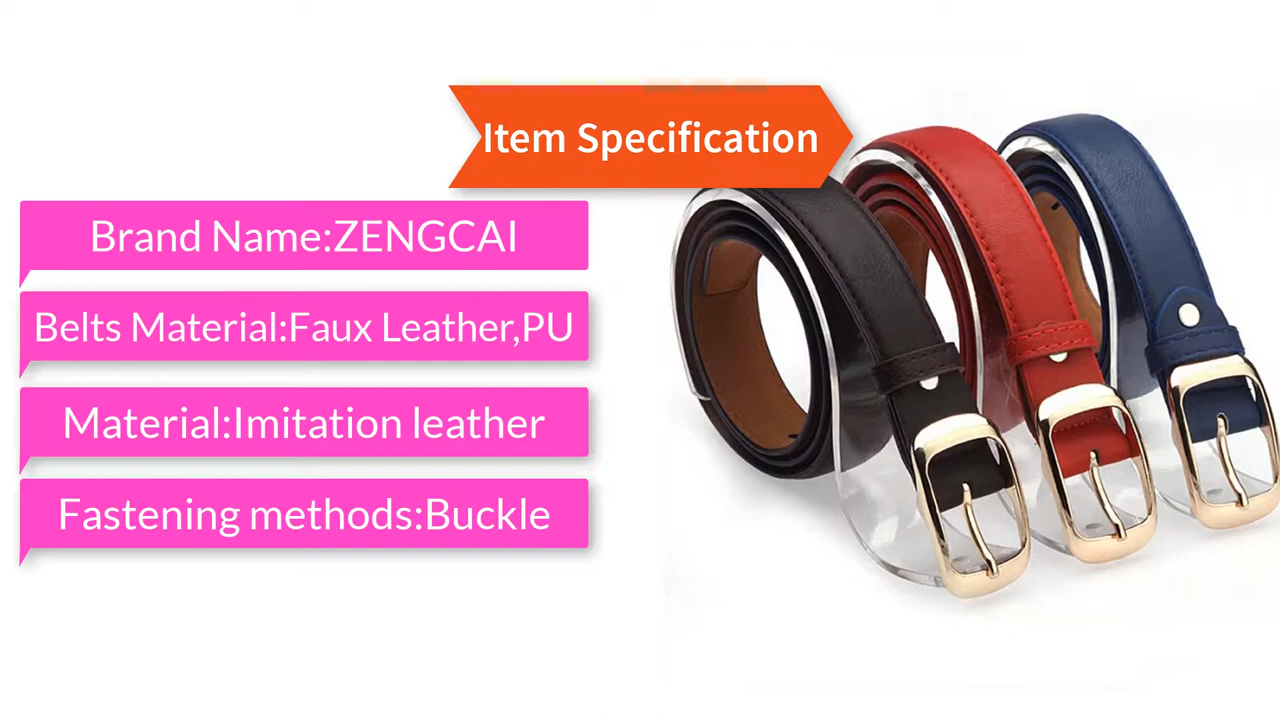 Item Specification
Brand Name:ZENGCAI
Belts Material:Faux Leather,PU
Material:Imitation leather
Fastening methods:Buckle